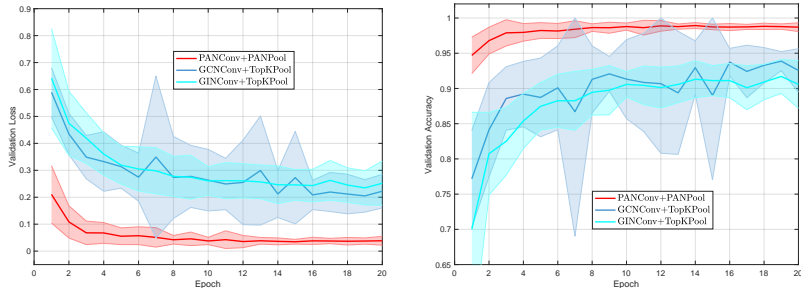 0.9
0.8
0.7
0.6
0.5
0.4
0.3
0.2
0.1
0
Validation Loss
PANConv+PANPool
GCNConv+TopKPool
GINConv+TopKPool
0 2 4 6 8 10 12 14 16 18 20
Epoch
1
0.95
0.9
0.85
0.8
0.75
0.7
0.65
Validation Accuracy
PANConv+PANPool
GCNConv+TopKPool
GINConv+TopKPool
0 2 4 6 8 10 12 14 16 18 20
Epoch